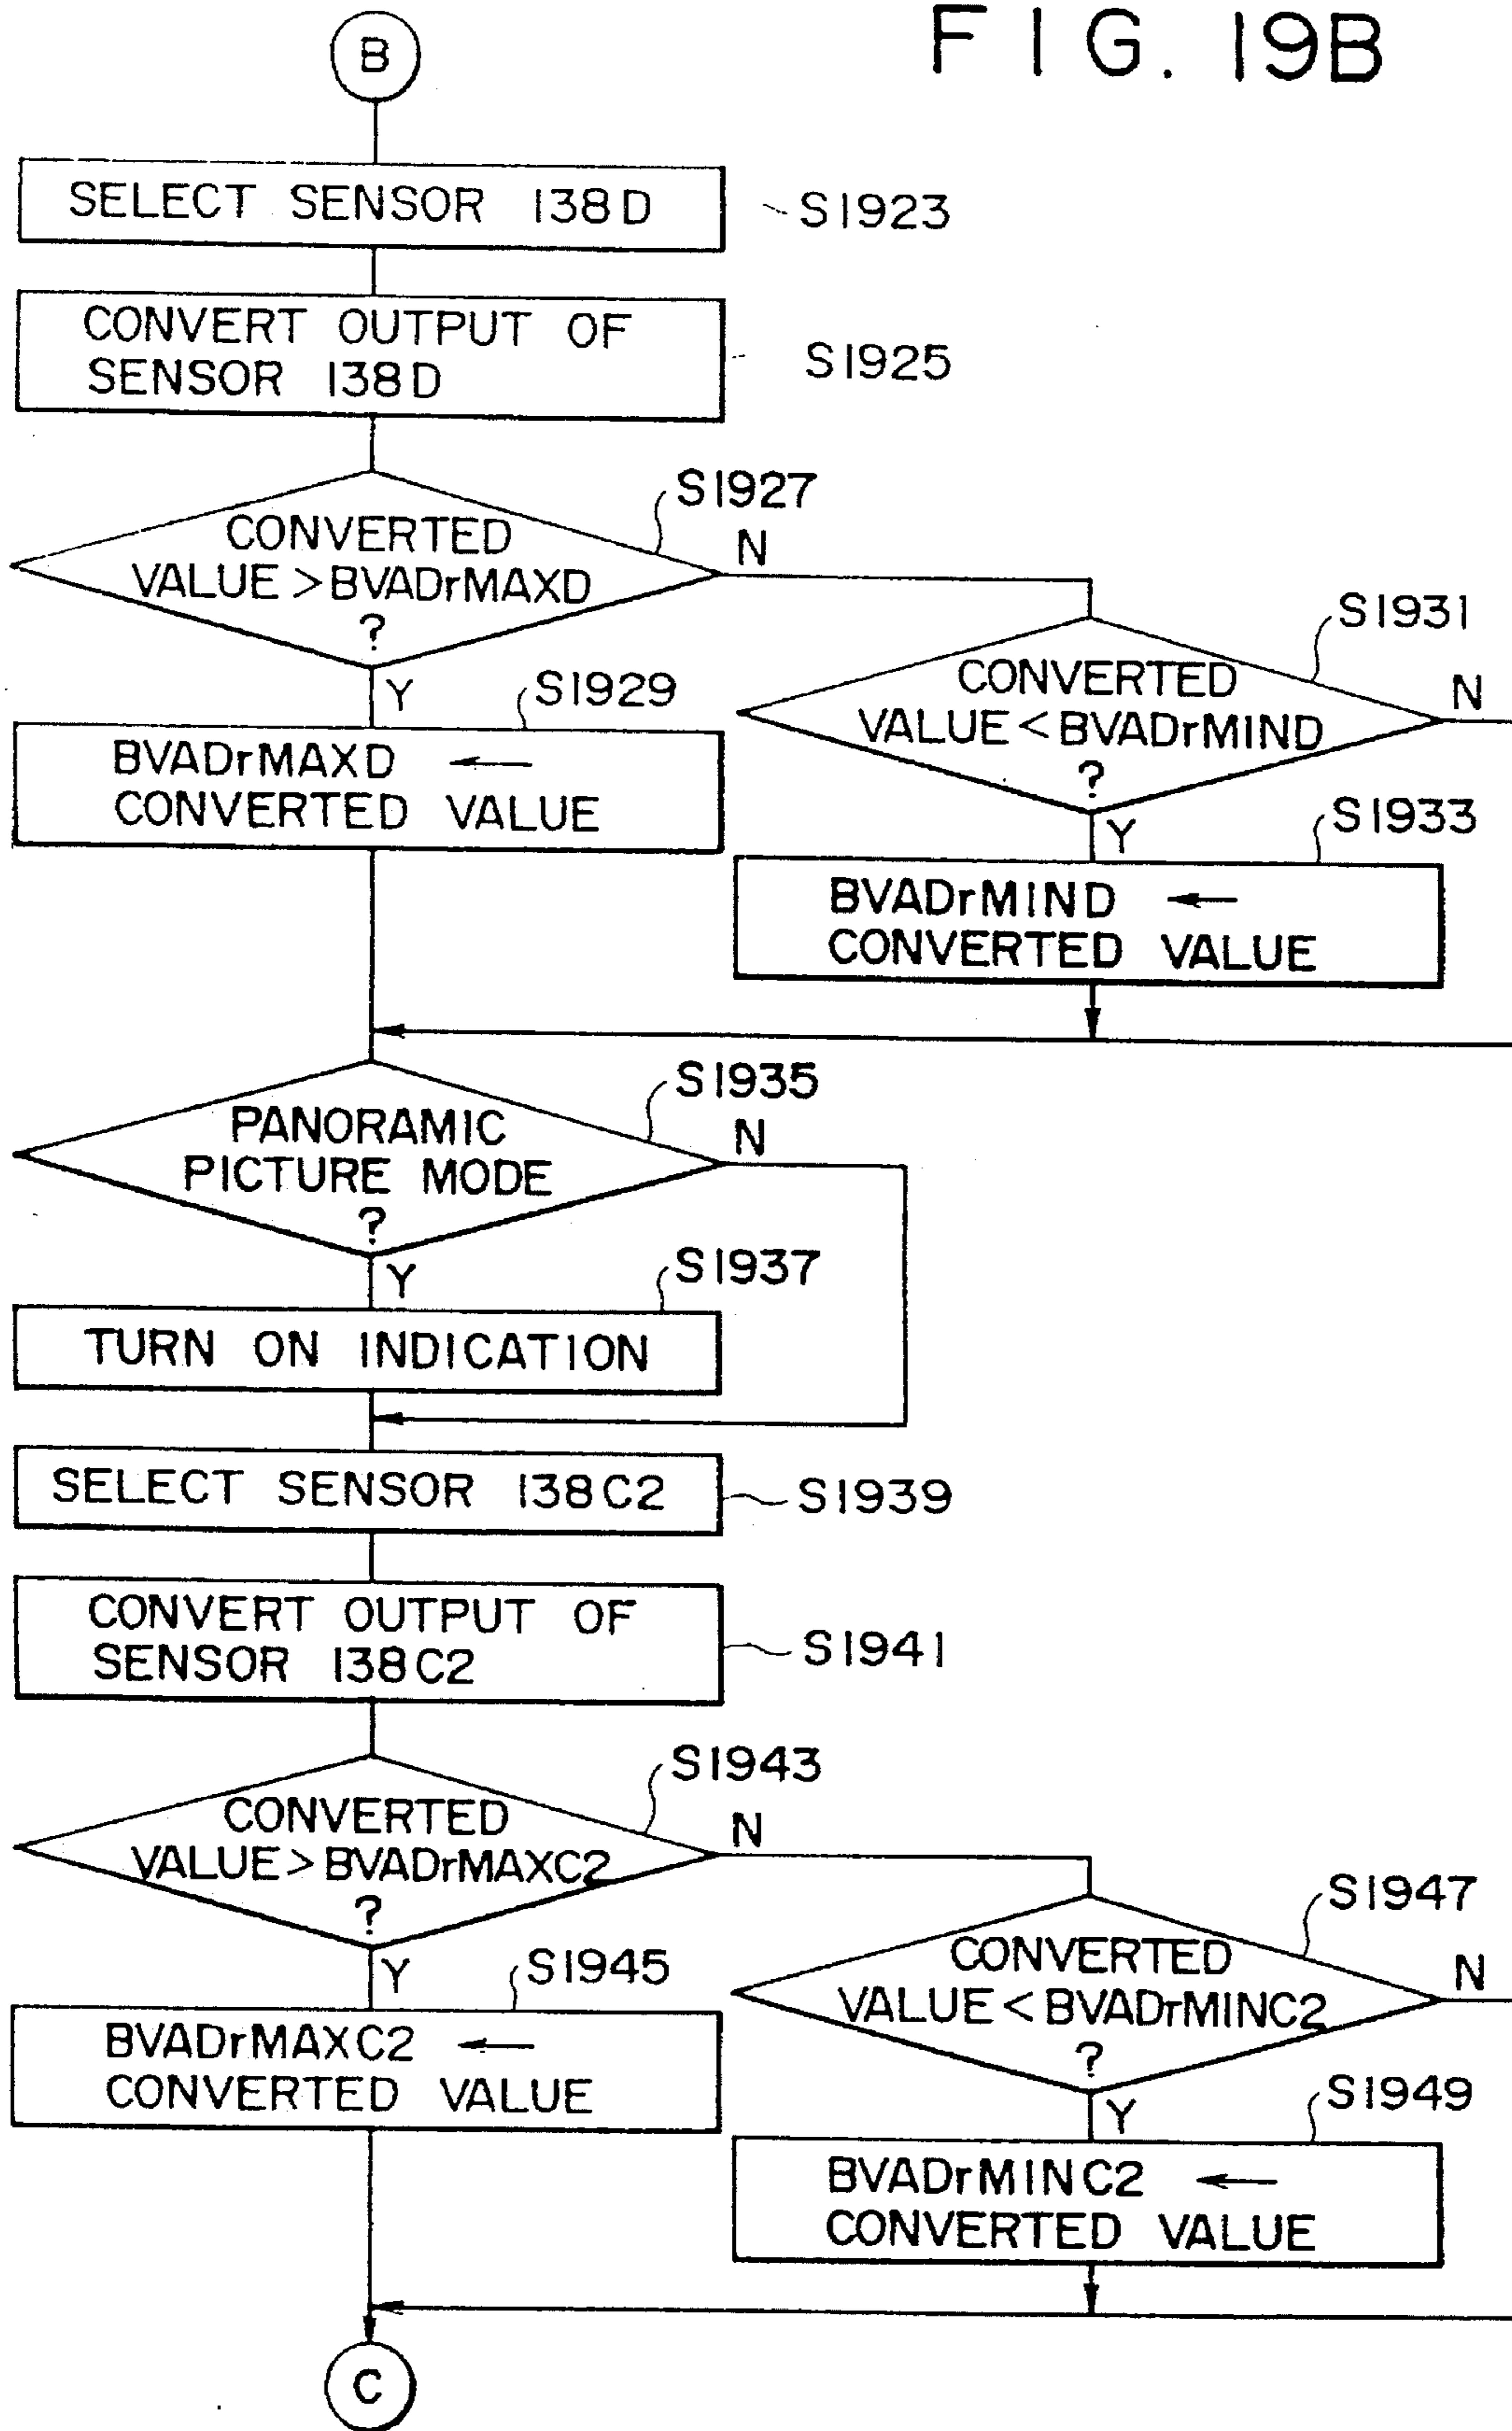 FIG. 19B
B
SELECT SENSOR 138D
S1923
CONVERT OUTPUT OF
SENSOR 138D
S1925
S1927
CONVERTED
VALUE > BVADrMAXD
?
N
Y
S1929
BVADrMAXD ←
CONVERTED VALUE
S1931
CONVERTED
VALUE < BVADrMIND
?
N
Y
S1933
BVADrMIND ←
CONVERTED VALUE
S1935
PANORAMIC
PICTURE MODE
?
N
Y
S1937
TURN ON INDICATION
SELECT SENSOR 138C2
S1939
CONVERT OUTPUT OF
SENSOR 138C2
S1941
S1943
CONVERTED
VALUE > BVADrMAXC2
?
N
Y
S1945
BVADrMAXC2 ←
CONVERTED VALUE
S1947
CONVERTED
VALUE < BVADrMINC2
?
N
Y
S1949
BVADrMINC2 ←
CONVERTED VALUE
C